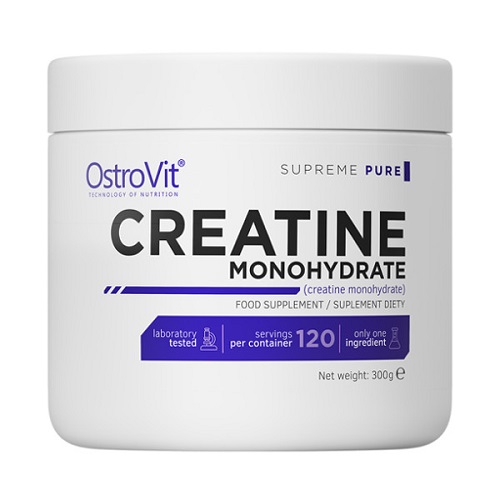 OstroVit®
TECHNOLOGY OF NUTRITION
SUPREME PURE
CREATINE
MONOHYDRATE
(creatine monohydrate)
FOOD SUPPLEMENT / SUPLEMENT DIETY
laboratory tested
servings per container 120
only one ingredient
Net weight: 300g ℮